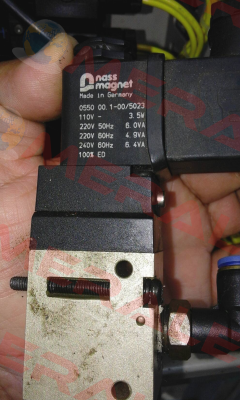 nass
magnet
Made in Germany
0550 00.1-00/5023
110V - 3.5W
220V 50Hz 6.0VA
220V 60Hz 4.9VA
240V 60Hz 6.4VA
100% ED